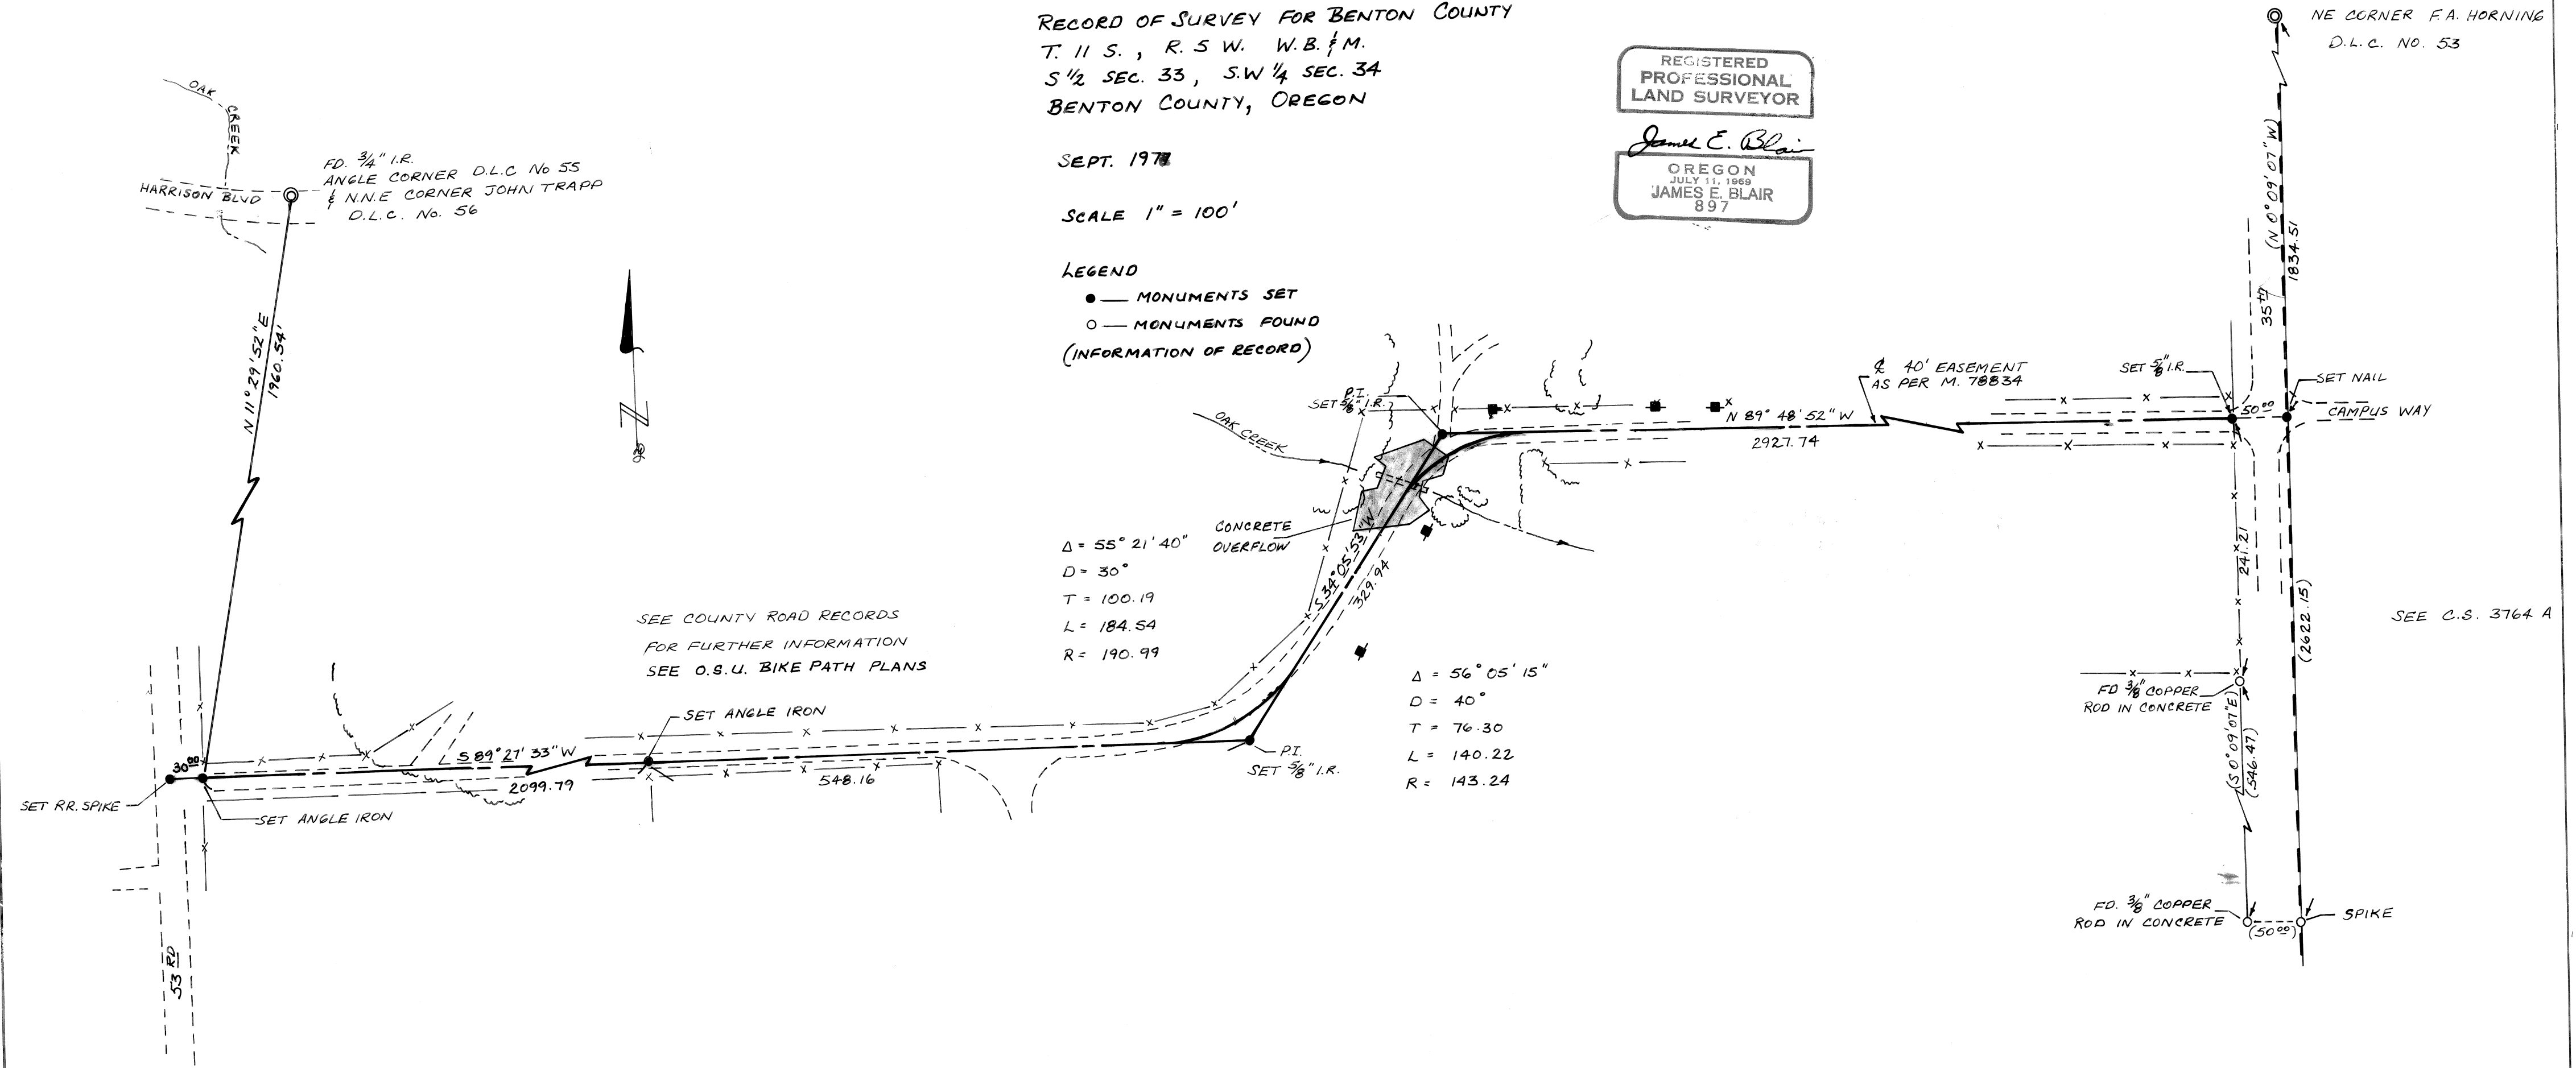 RECORD OF SURVEY FOR BENTON COUNTY
T. 11 S. , R. 5 W. W.B. & M.
S 1/2 SEC. 33, S.W 1/4 SEC. 34
BENTON COUNTY, OREGON
SEPT. 197
SCALE 1" = 100'
LEGEND
● — MONUMENTS SET
○ — MONUMENTS FOUND
(INFORMATION OF RECORD)
REGISTERED
PROFESSIONAL
LAND SURVEYOR
James E. Blair
OREGON
JULY 11, 1969
JAMES E. BLAIR
897
NE CORNER F.A. HORNING
D.L.C. NO. 53
OAK CREEK
HARRISON BLVD
FD. 3/4" I.R.
ANGLE CORNER D.L.C No 55
& N.N.E CORNER JOHN TRAPP
D.L.C. No. 56
N 11° 29' 52" E
1960.54'
N
(N 0° 09' 07" W)
1834.51
35TH
P.I.
SET 5/8" I.R.
OAK CREEK
CONCRETE
OVERFLOW
N 89° 48' 52" W
2927.74
℄ 40' EASEMENT
AS PER M. 78834
SET 5/8" I.R.
50.00
SET NAIL
CAMPUS WAY
Δ = 55° 21' 40"
D = 30°
T = 100.19
L = 184.54
R = 190.99
S 34° 05' 53" W
329.94
SEE COUNTY ROAD RECORDS
FOR FURTHER INFORMATION
SEE O.S.U. BIKE PATH PLANS
Δ = 56° 05' 15"
D = 40°
T = 76.30
L = 140.22
R = 143.24
241.21
(2622.15)
SEE C.S. 3764 A
FD 3/8" COPPER
ROD IN CONCRETE
(S 0° 09' 07" E)
(546.47)
FD. 3/8" COPPER
ROD IN CONCRETE
(50.00)
SPIKE
SET ANGLE IRON
S 89° 27' 33" W
2099.79
548.16
P.I.
SET 5/8" I.R.
30.00
SET RR. SPIKE
SET ANGLE IRON
53 RD